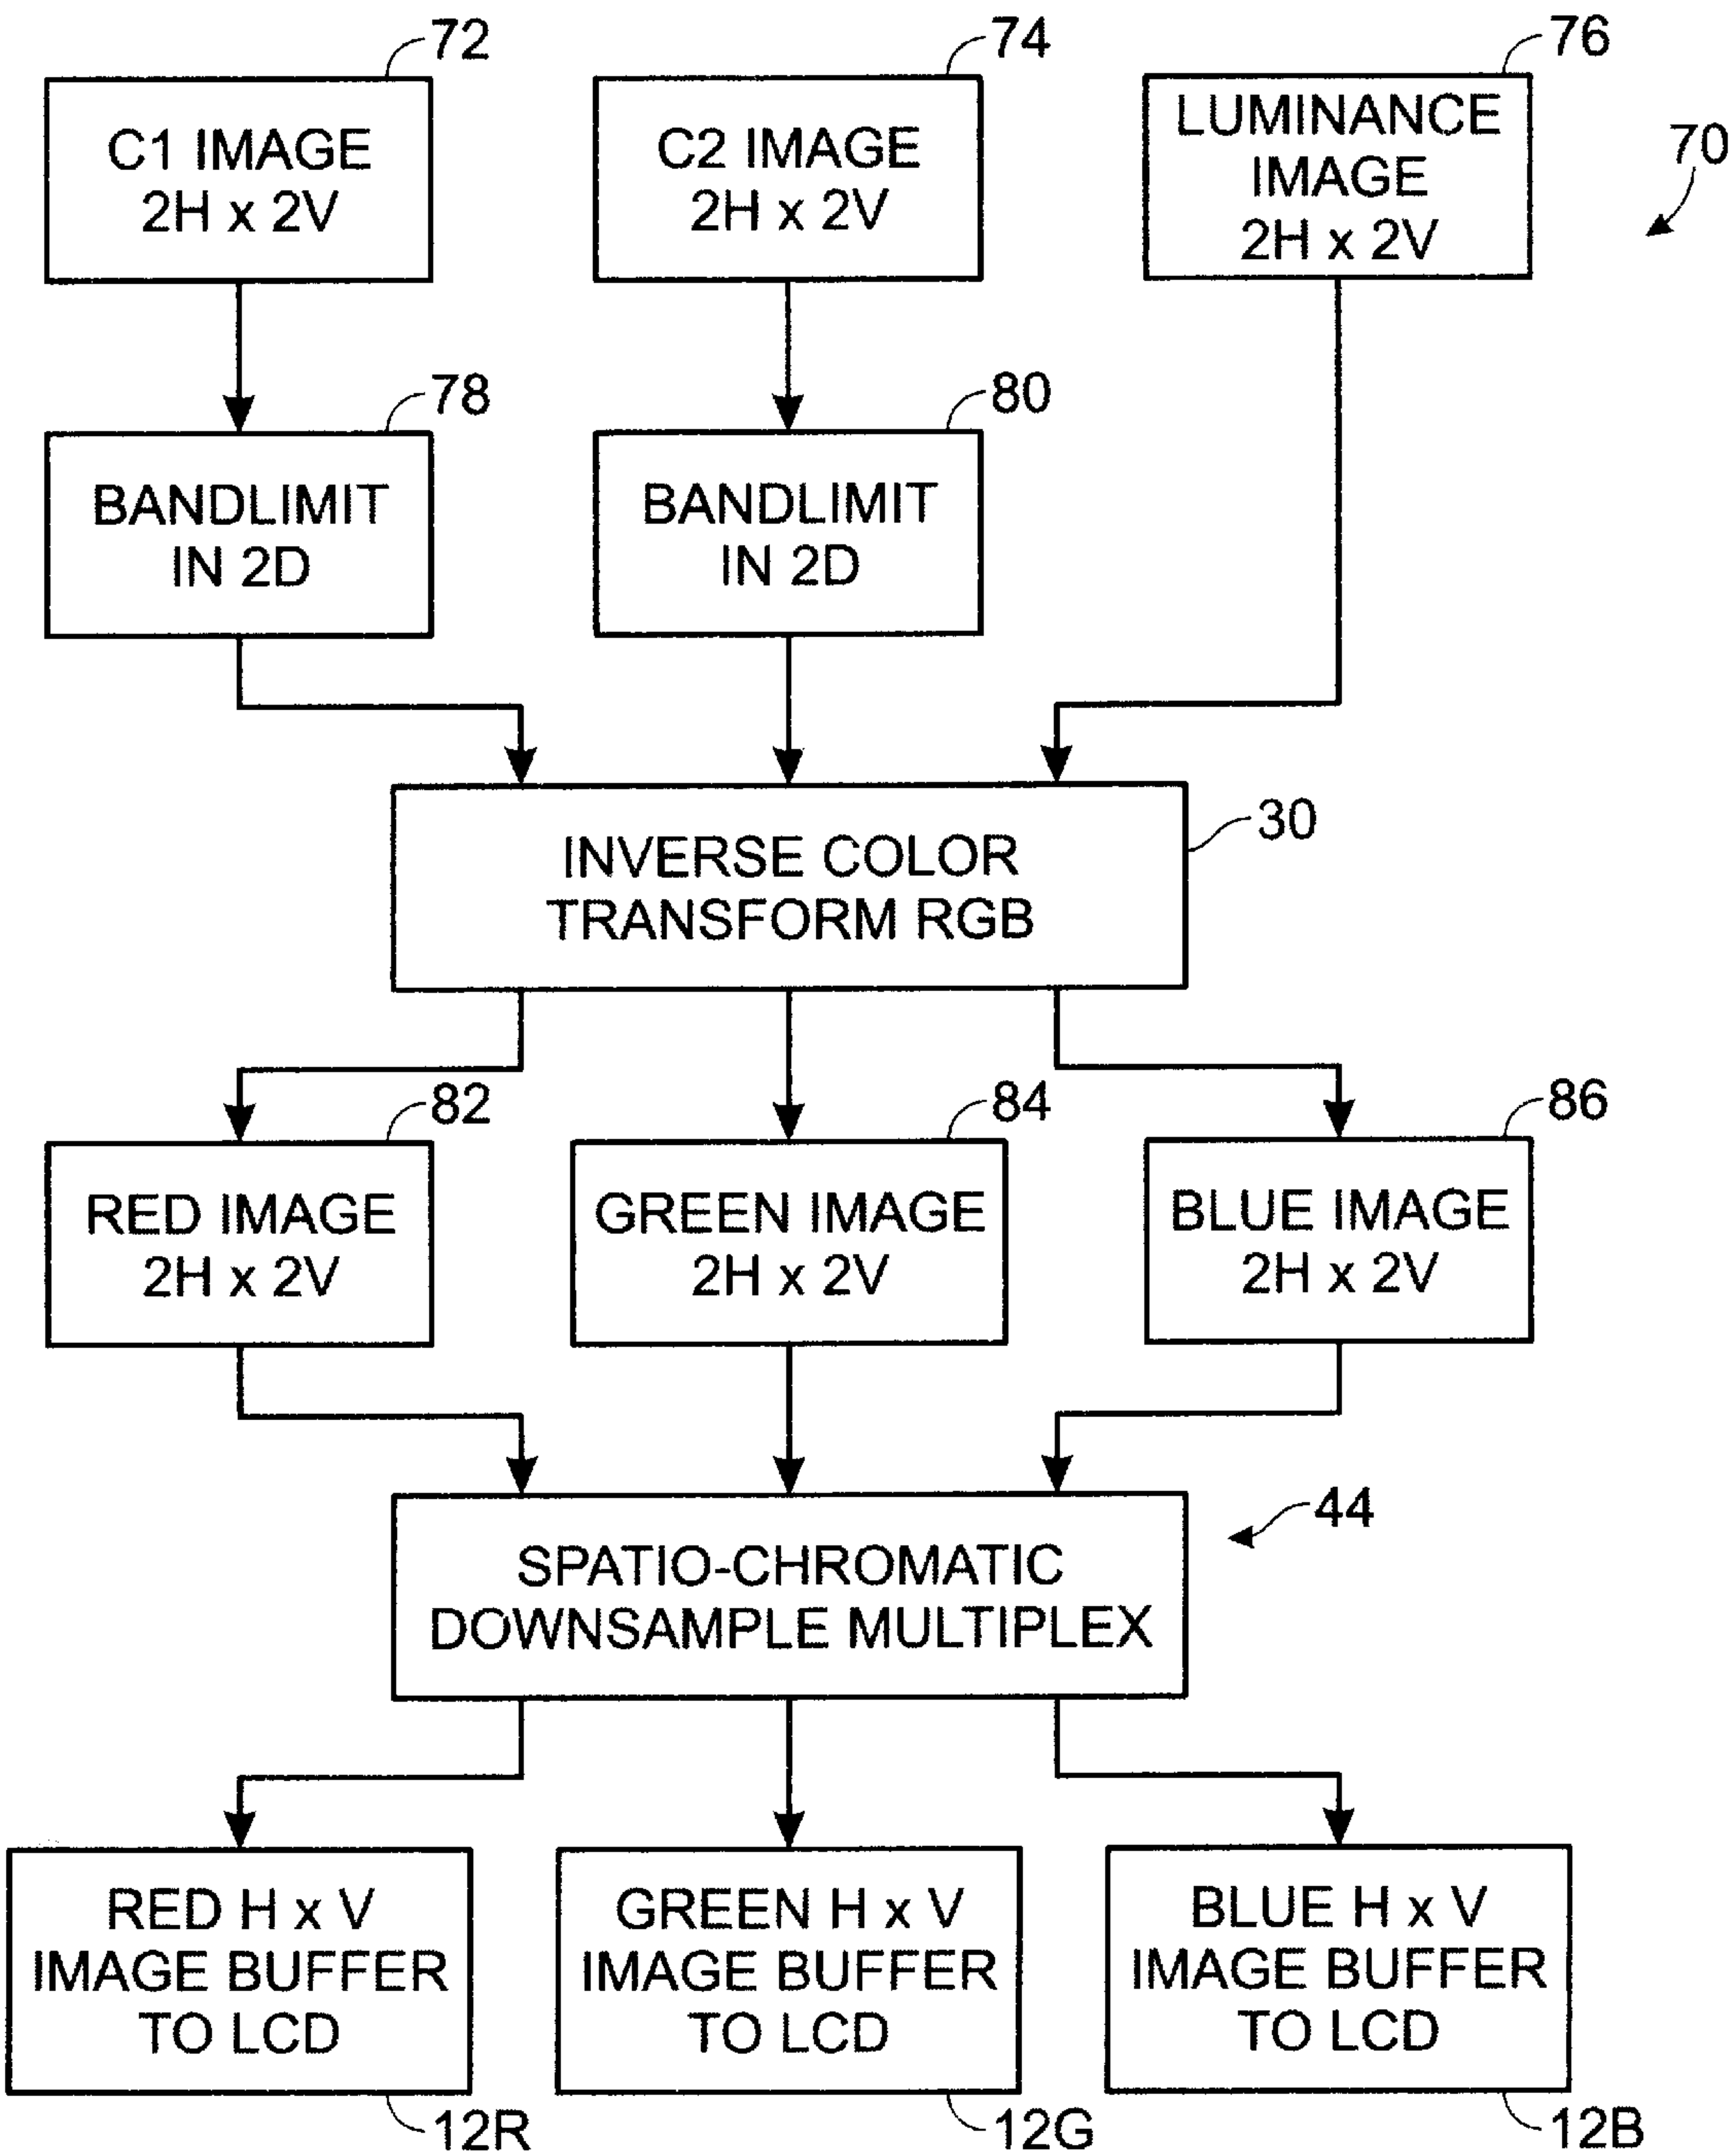 72
74
76
70
C1 IMAGE
2H x 2V
C2 IMAGE
2H x 2V
LUMINANCE
IMAGE
2H x 2V
78
80
BANDLIMIT
IN 2D
BANDLIMIT
IN 2D
30
INVERSE COLOR
TRANSFORM RGB
82
84
86
RED IMAGE
2H x 2V
GREEN IMAGE
2H x 2V
BLUE IMAGE
2H x 2V
44
SPATIO-CHROMATIC
DOWNSAMPLE MULTIPLEX
RED H x V
IMAGE BUFFER
TO LCD
GREEN H x V
IMAGE BUFFER
TO LCD
BLUE H x V
IMAGE BUFFER
TO LCD
12R
12G
12B